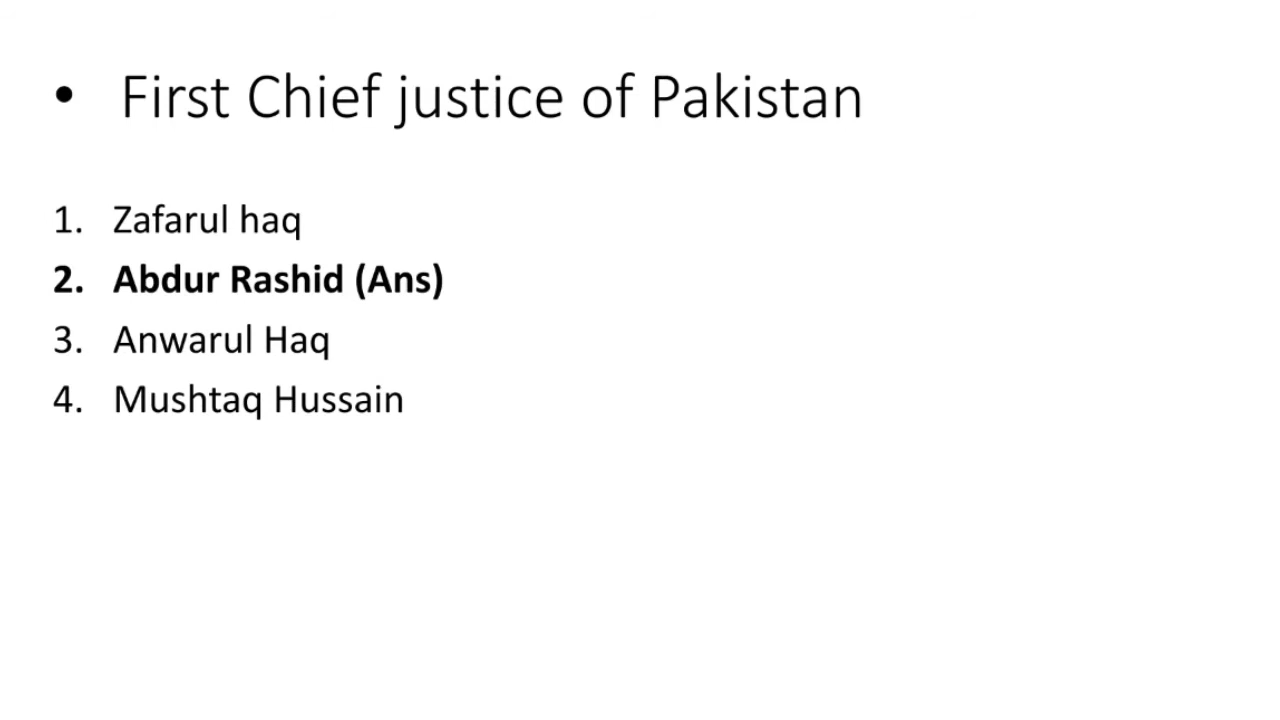 • First Chief justice of Pakistan
1. Zafarul haq
2. Abdur Rashid (Ans)
3. Anwarul Haq
4. Mushtaq Hussain